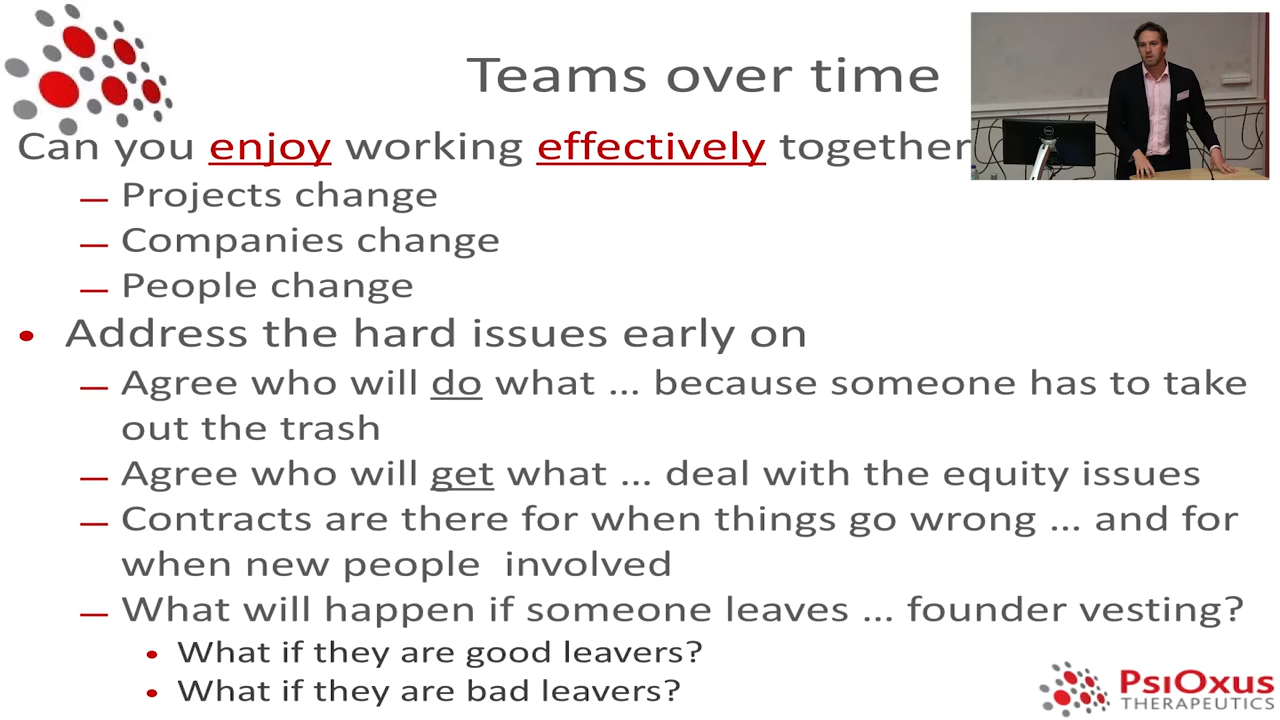 Teams over time
Can you enjoy working effectively together
— Projects change
— Companies change
— People change
• Address the hard issues early on
— Agree who will do what ... because someone has to take
out the trash
— Agree who will get what ... deal with the equity issues
— Contracts are there for when things go wrong ... and for
when new people  involved
— What will happen if someone leaves ... founder vesting?
• What if they are good leavers?
• What if they are bad leavers?
PsiOxus
THERAPEUTICS